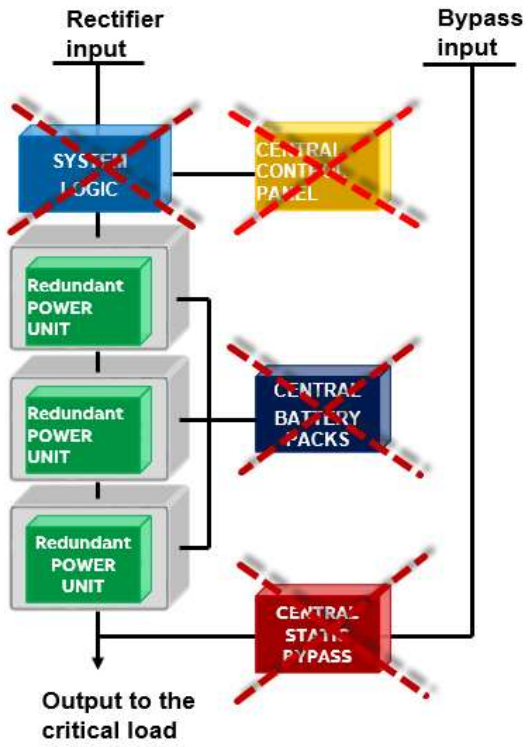 Rectifier
input
Bypass
input
SYSTEM
LOGIC
CENTRAL
CONTROL
PANEL
Redundant
POWER
UNIT
Redundant
POWER
UNIT
CENTRAL
BATTERY
PACKS
Redundant
POWER
UNIT
CENTRAL
STATIC
BYPASS
Output to the
critical load